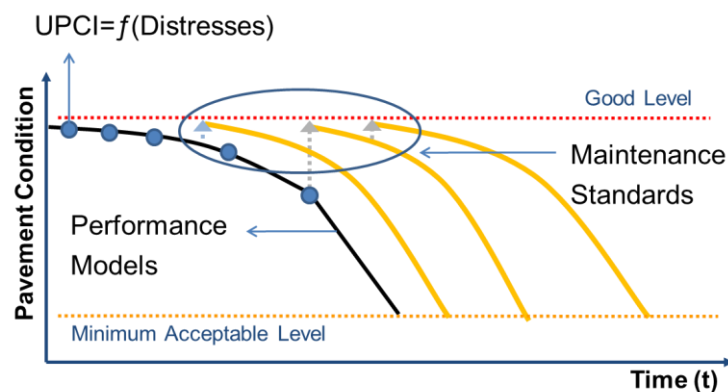 UPCI=ƒ(Distresses)
Good Level
Maintenance
Standards
Performance
Models
Minimum Acceptable Level
Pavement Condition
Time (t)